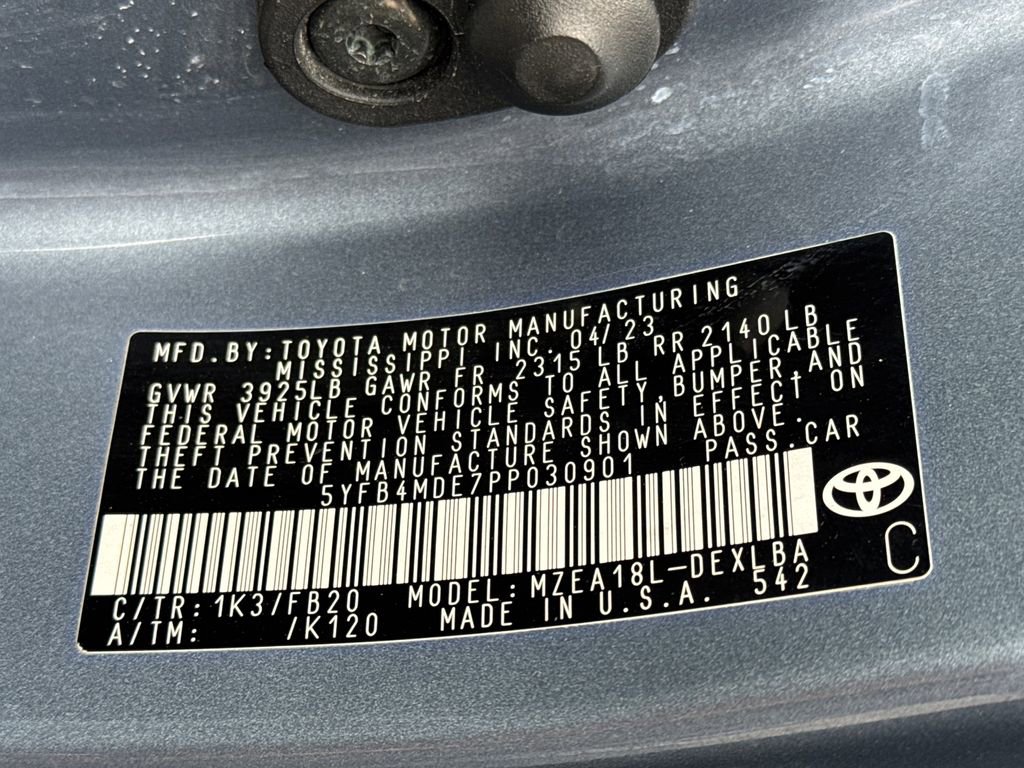 MFD.BY:TOYOTA MOTOR MANUFACTURING
MISSISSIPPI INC. 04/23
GVWR 3925LB GAWR FR 2315 LB RR 2140 LB
THIS VEHICLE CONFORMS TO ALL APPLICABLE
FEDERAL MOTOR VEHICLE SAFETY,BUMPER,AND
THEFT PREVENTION STANDARDS IN EFFECT ON
THE DATE OF MANUFACTURE SHOWN ABOVE.
5YFB4MDE7PP030901 PASS.CAR
C/TR:1K3/FB20 MODEL:MZEA18L-DEXLBA
A/TM: /K120 MADE IN U.S.A. 542
C